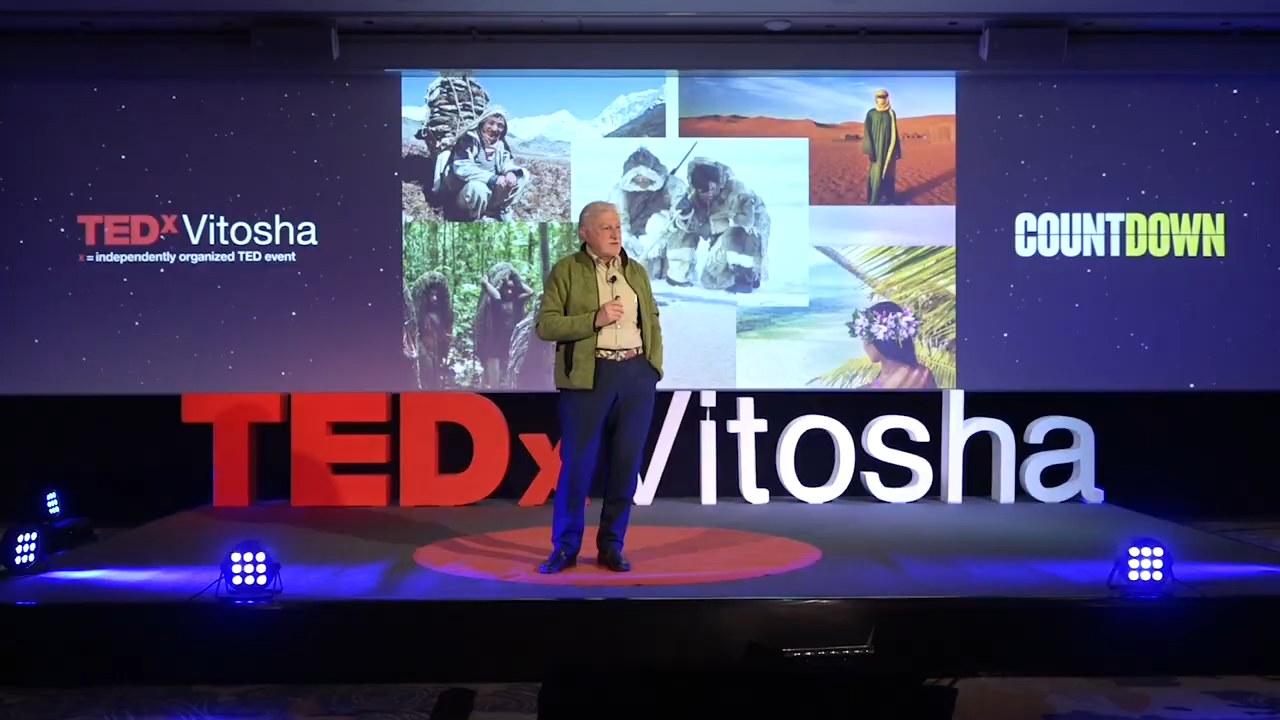 TEDxVitosha
x = independently organized TED event
COUNTDOWN
TEDxVitosha